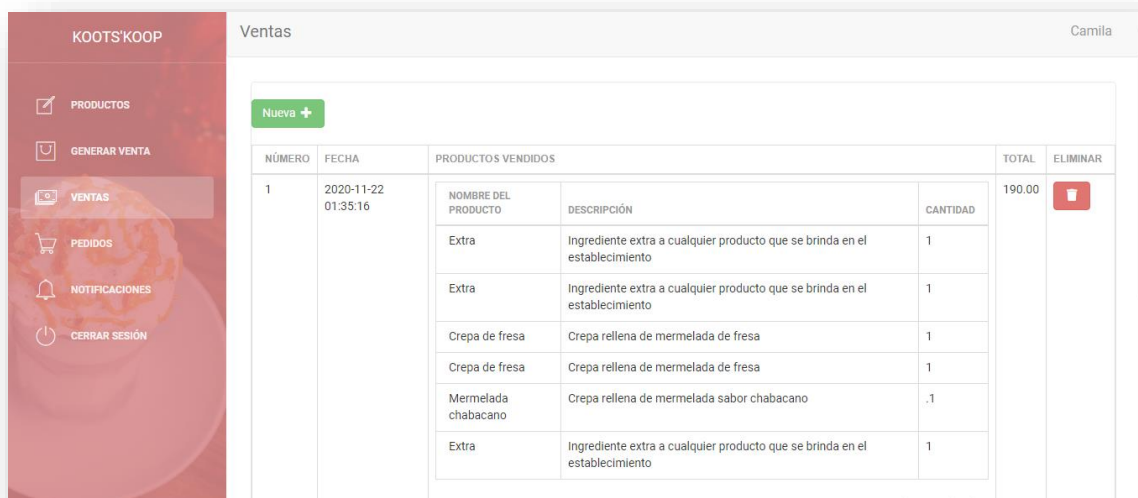 KOOTS'KOOP
PRODUCTOS
GENERAR VENTA
VENTAS
PEDIDOS
NOTIFICACIONES
CERRAR SESIÓN
Ventas
Camila
Nueva +
NÚMERO FECHA PRODUCTOS VENDIDOS TOTAL ELIMINAR
1 2020-11-22 190.00
01:35:16
NOMBRE DEL
PRODUCTO DESCRIPCIÓN CANTIDAD
Extra Ingrediente extra a cualquier producto que se brinda en el 1
establecimiento
Extra Ingrediente extra a cualquier producto que se brinda en el 1
establecimiento
Crepa de fresa Crepa rellena de mermelada de fresa 1
Crepa de fresa Crepa rellena de mermelada de fresa 1
Mermelada Crepa rellena de mermelada sabor chabacano .1
chabacano
Extra Ingrediente extra a cualquier producto que se brinda en el 1
establecimiento